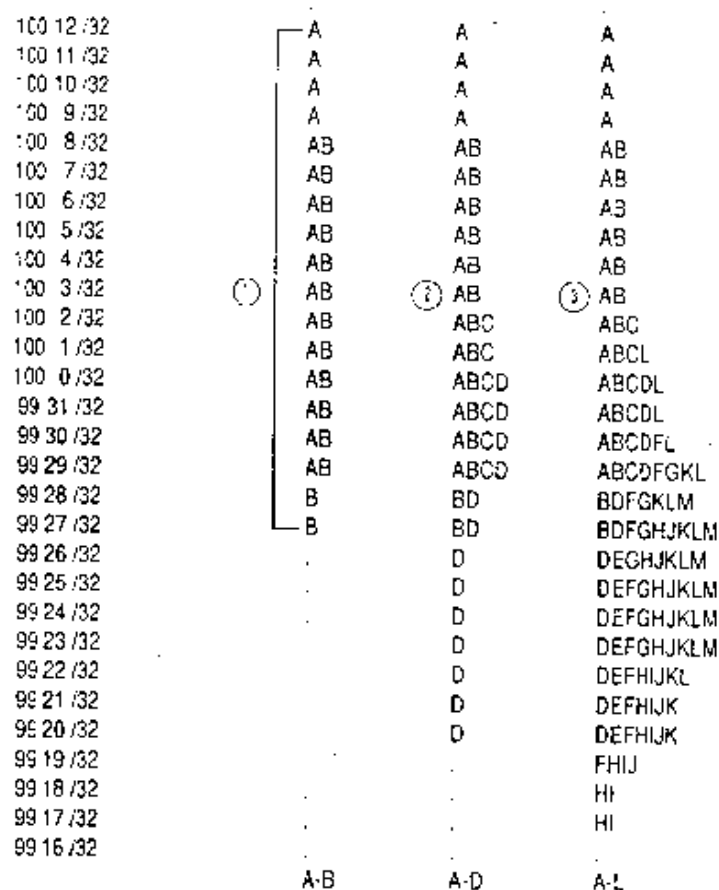 100 12/32 A A A
100 11/32 A A A
100 10/32 A A A
100 9/32 A A A
100 8/32 AB AB AB
100 7/32 AB AB AB
100 6/32 AB AB AB
100 5/32 AB AB AB
100 4/32 AB AB AB
100 3/32 1 AB 2 AB 3 AB
100 2/32 AB ABC ABC
100 1/32 AB ABC ABCL
100 0/32 AB ABCD ABCDL
99 31/32 AB ABCD ABCDL
99 30/32 AB ABCD ABCDFL
99 29/32 AB ABCD ABCDFGKL
99 28/32 B BD BDFGKLM
99 27/32 B BD BDFGHJKLM
99 26/32 D DEGHJKLM
99 25/32 D DEFGHJKLM
99 24/32 D DEFGHJKLM
99 23/32 D DEFGHJKLM
99 22/32 D DEFHIJKL
99 21/32 D DEFHIJK
99 20/32 D DEFHIJK
99 19/32 FHIJ
99 18/32 HI
99 17/32 HI
99 16/32
A-B A-D A-L